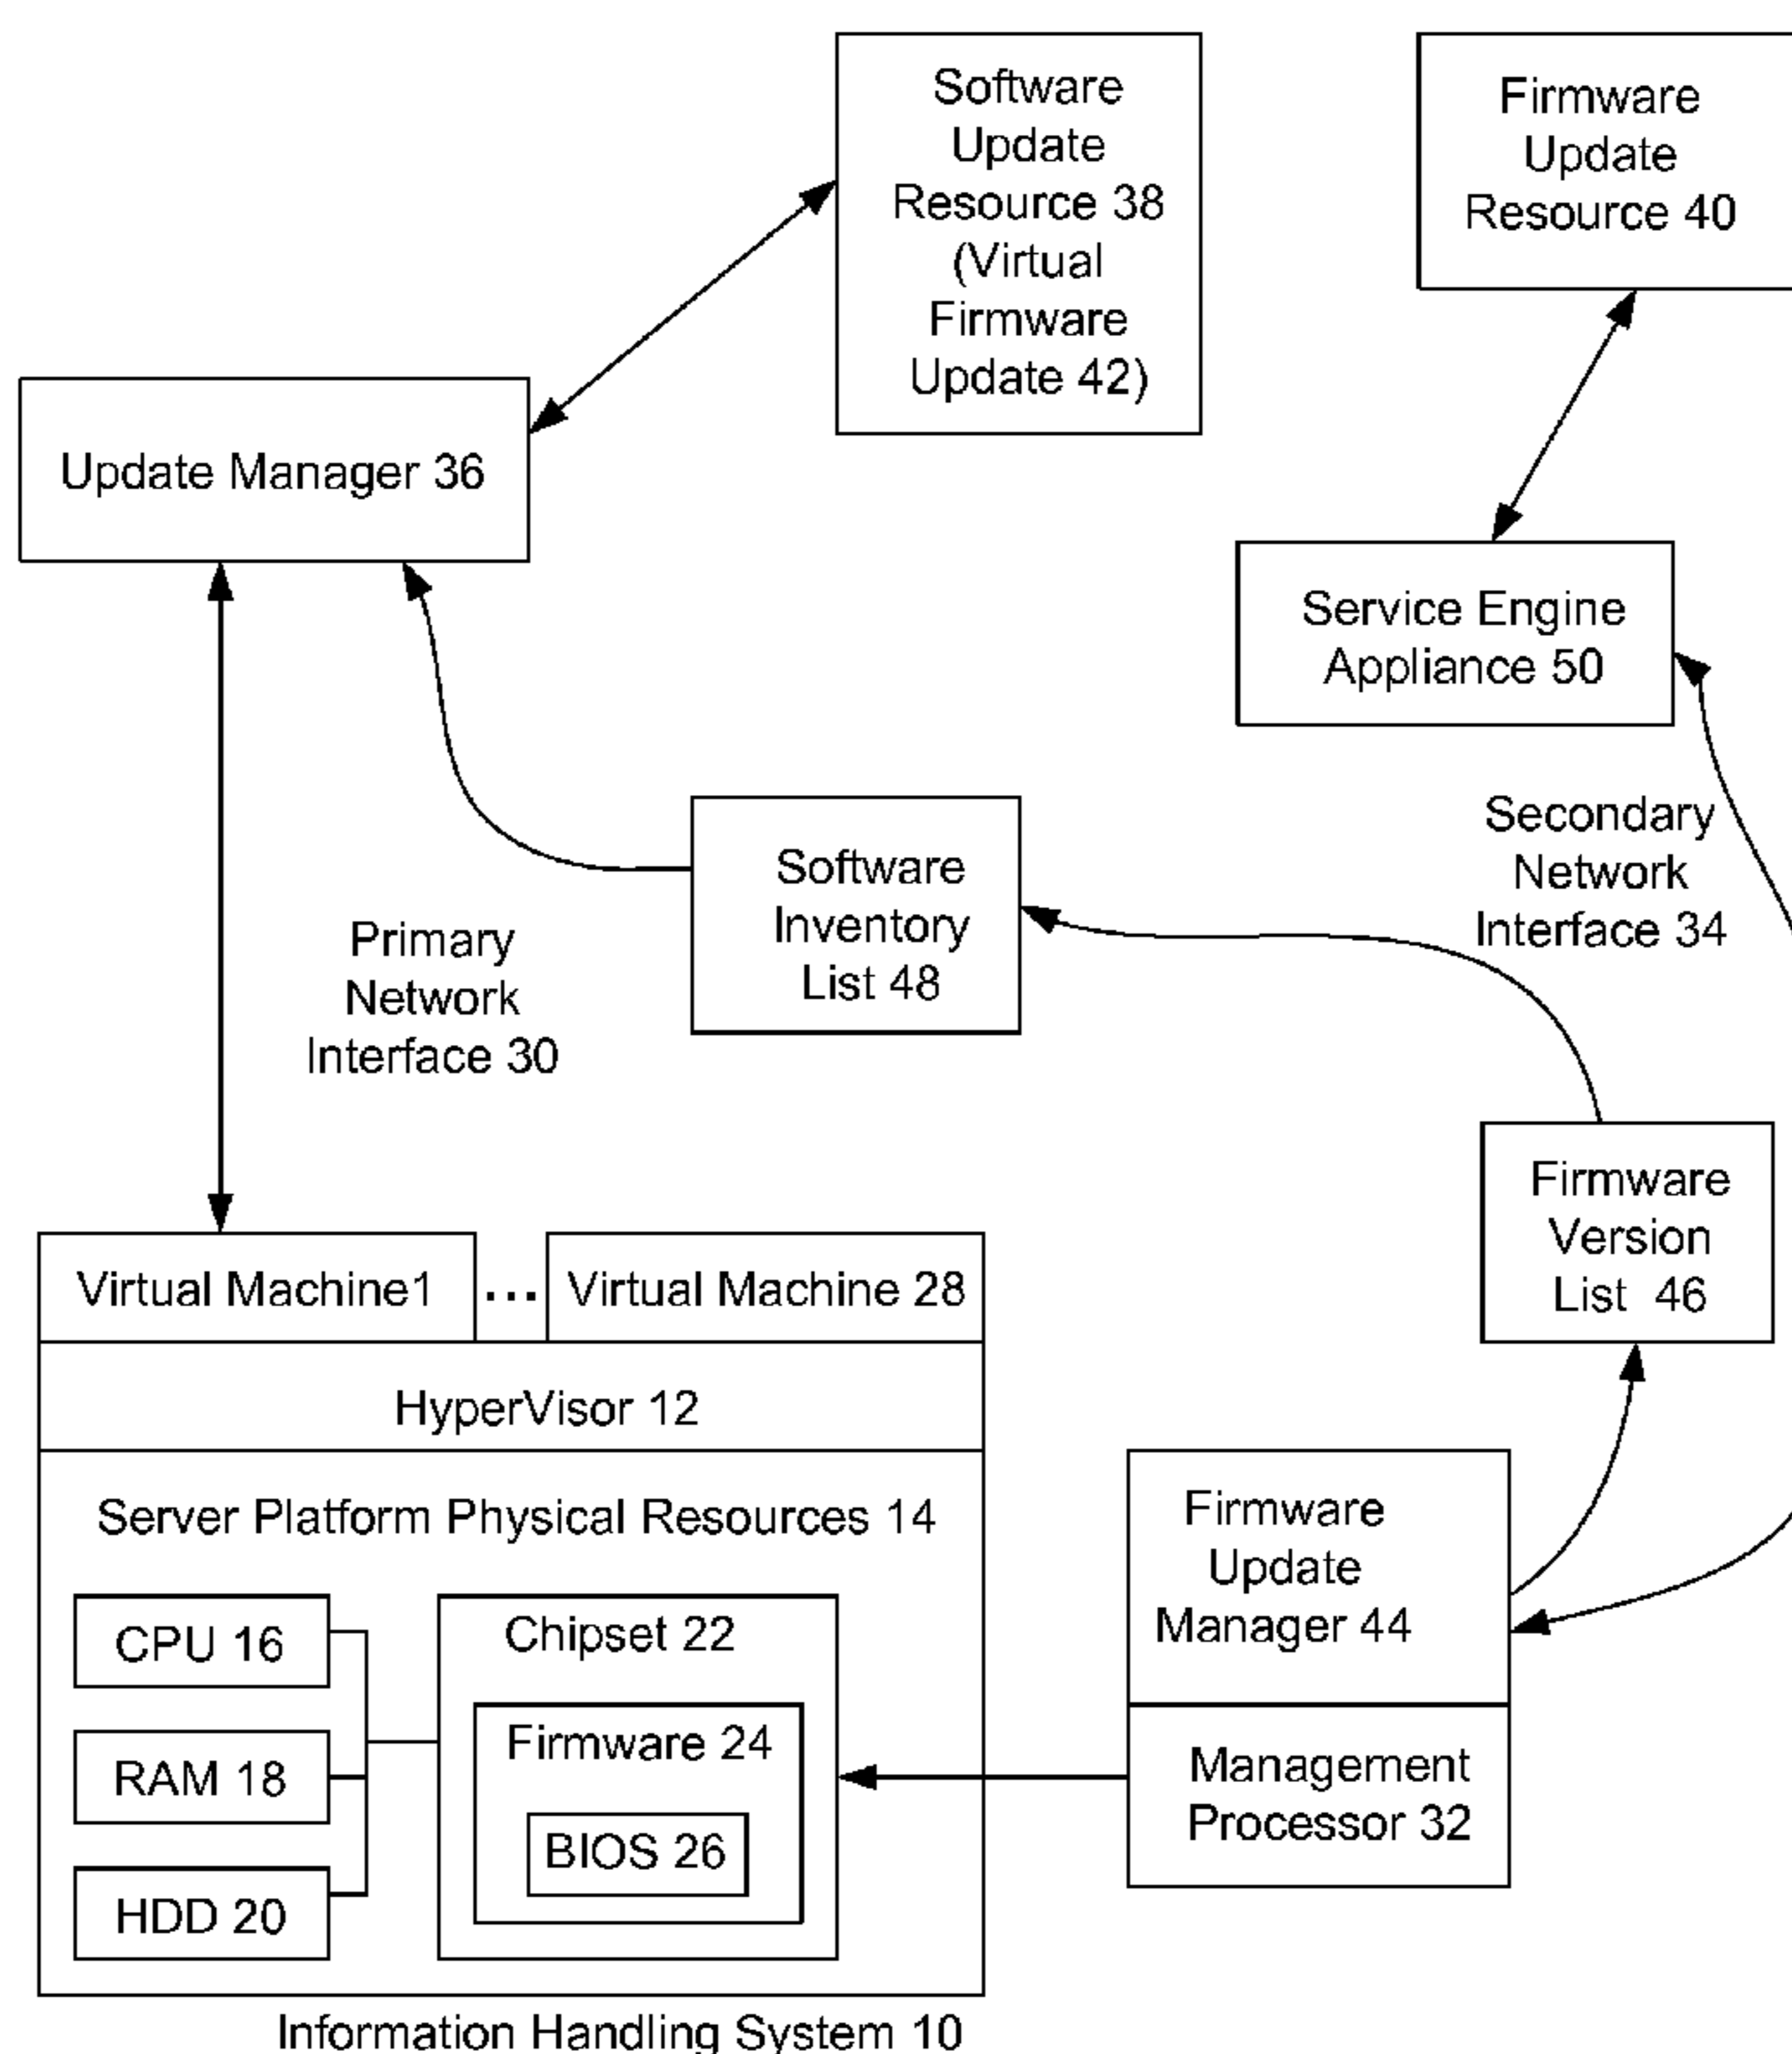 Software
Update
Resource 38
(Virtual
Firmware
Update 42)
Firmware
Update
Resource 40
Update Manager 36
Service Engine
Appliance 50
Secondary
Network
Interface 34
Software
Inventory
List 48
Primary
Network
Interface 30
Firmware
Version
List 46
Virtual Machine1
...
Virtual Machine 28
HyperVisor 12
Server Platform Physical Resources 14
CPU 16
RAM 18
HDD 20
Chipset 22
Firmware 24
BIOS 26
Firmware
Update
Manager 44
Management
Processor 32
Information Handling System 10